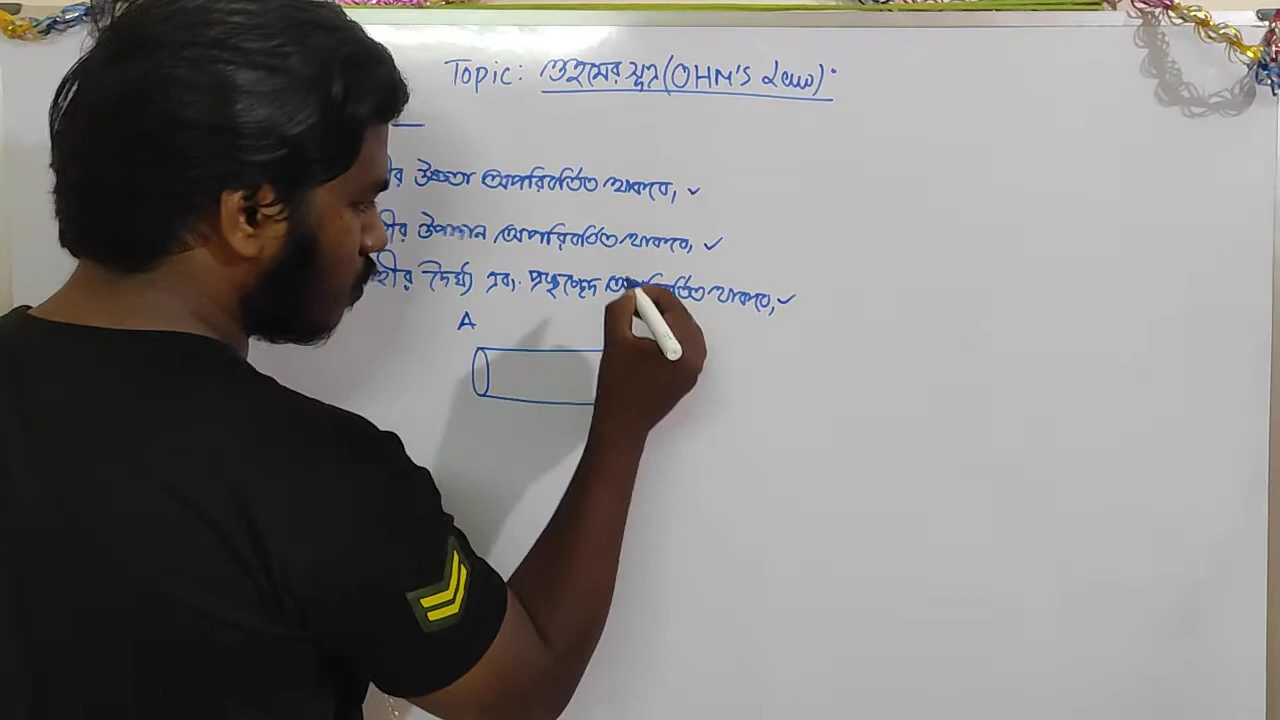 Topic: ওহমের সূত্র (OHM'S Law):
র উষ্ণতা অপরিবর্তিত থাকবে, ✓
ীর উপাদান অপরিবর্তিত থাকবে, ✓
হীর দৈর্ঘ্য এবং প্রস্থচ্ছেদ অপরিবর্তিত থাকবে, ✓
A